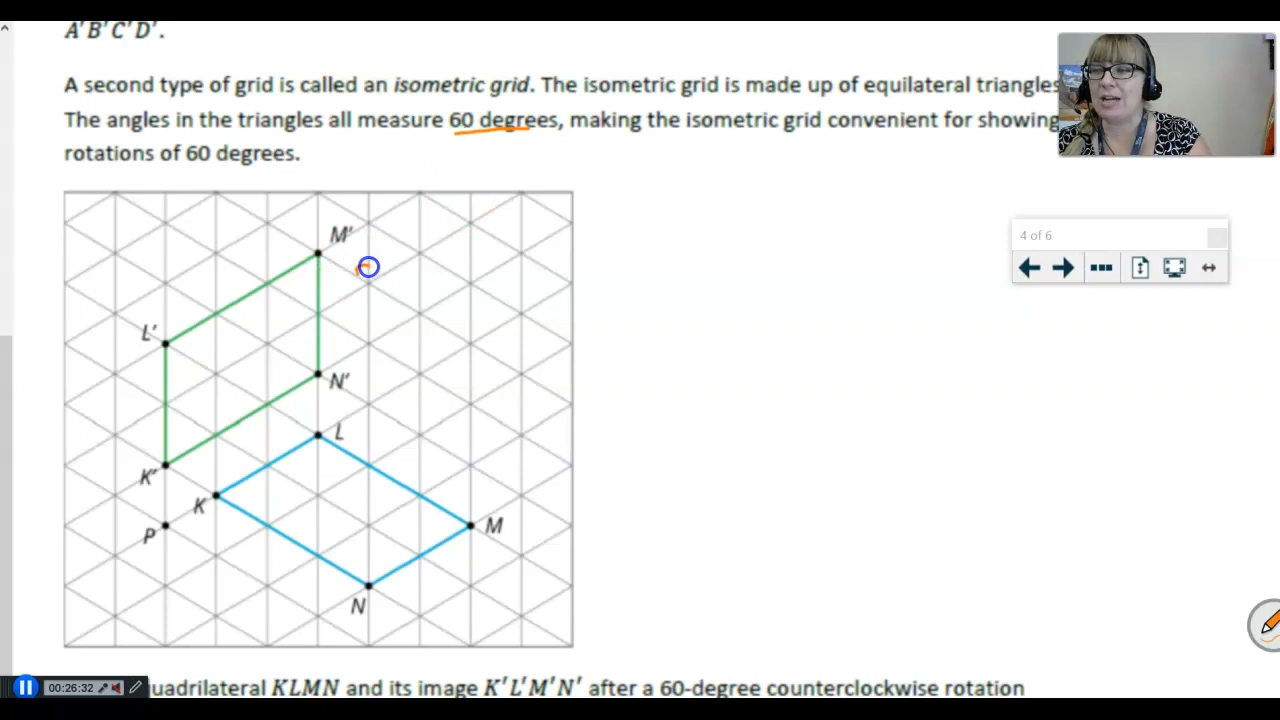 A′B′C′D′.
A second type of grid is called an isometric grid. The isometric grid is made up of equilateral triangles
The angles in the triangles all measure 60 degrees, making the isometric grid convenient for showing
rotations of 60 degrees.
M′
L′
N′
L
K′
K
M
P
N
4 of 6
00:26:32
uadrilateral KLMN and its image K′L′M′N′ after a 60-degree counterclockwise rotation